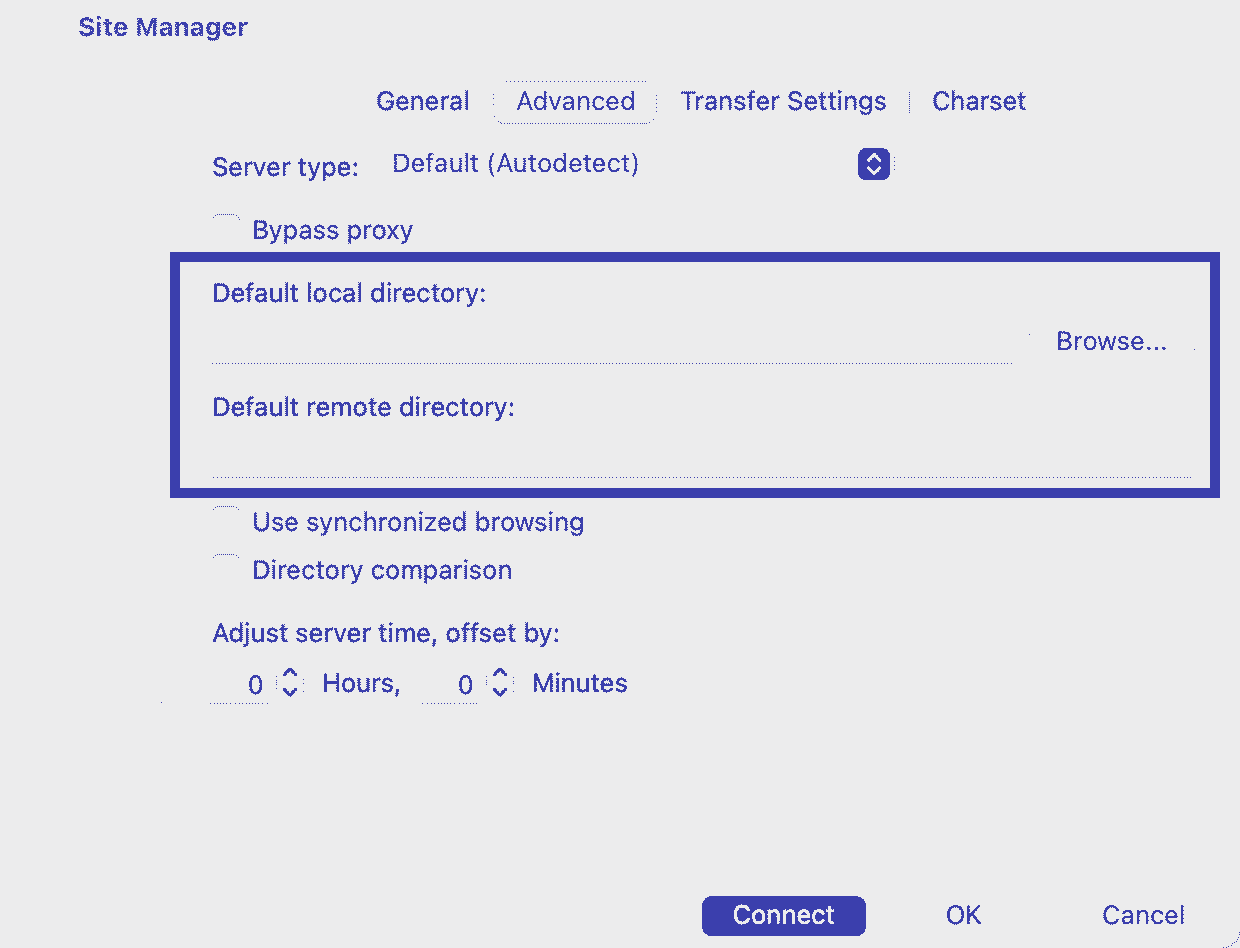 Site Manager
General Advanced Transfer Settings Charset
Server type: Default (Autodetect)
Bypass proxy
Default local directory:
Browse...
Default remote directory:
Use synchronized browsing
Directory comparison
Adjust server time, offset by:
0 Hours, 0 Minutes
Connect OK Cancel